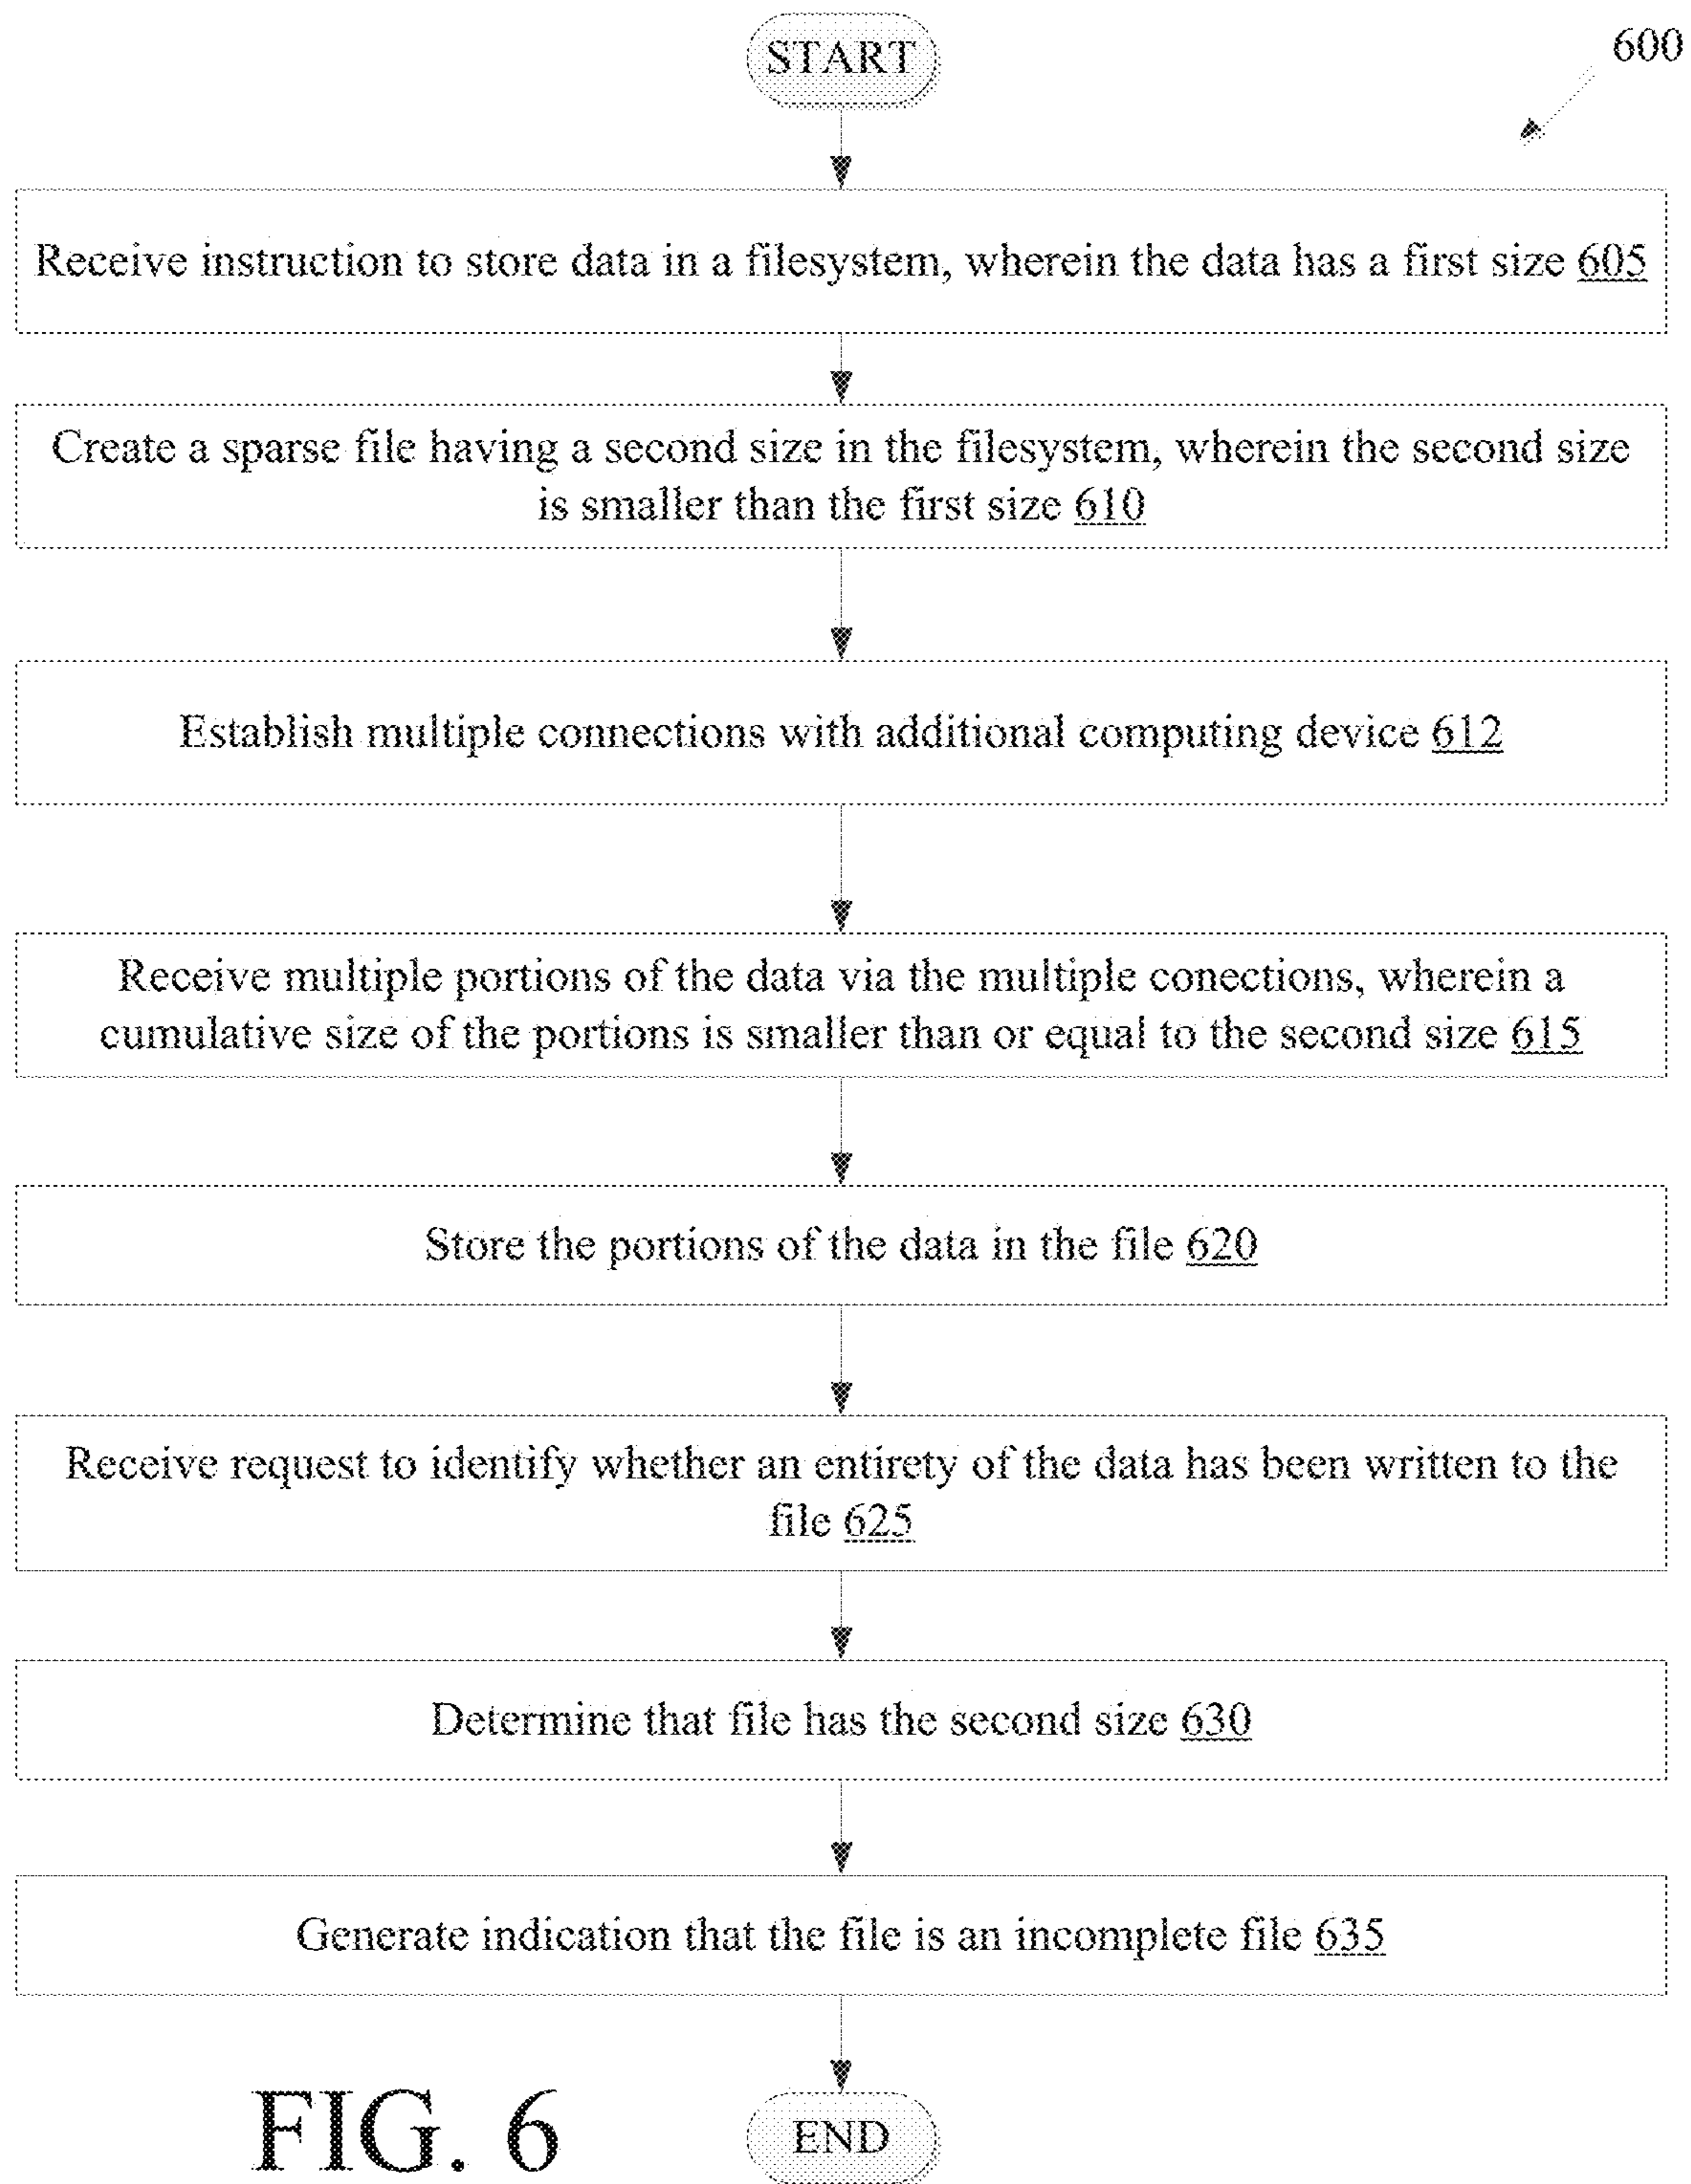 START
600
Receive instruction to store data in a filesystem, wherein the data has a first size 605
Create a sparse file having a second size in the filesystem, wherein the second size
is smaller than the first size 610
Establish multiple connections with additional computing device 612
Receive multiple portions of the data via the multiple conections, wherein a
cumulative size of the portions is smaller than or equal to the second size 615
Store the portions of the data in the file 620
Receive request to identify whether an entirety of the data has been written to the
file 625
Determine that file has the second size 630
Generate indication that the file is an incomplete file 635
END
FIG. 6